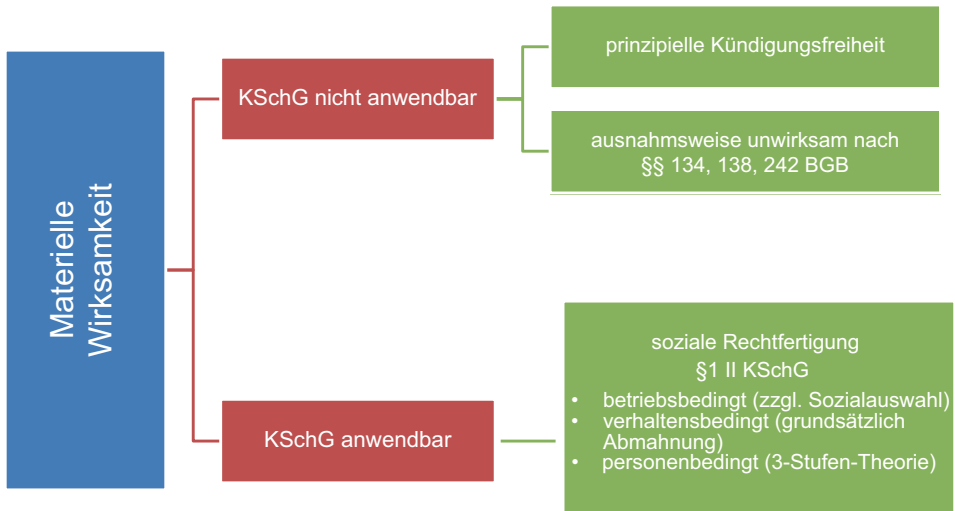 Materielle
Wirksamkeit
KSchG nicht anwendbar
prinzipielle Kündigungsfreiheit
ausnahmsweise unwirksam nach
§§ 134, 138, 242 BGB
KSchG anwendbar
soziale Rechtfertigung
§1 II KSchG
• betriebsbedingt (zzgl. Sozialauswahl)
• verhaltensbedingt (grundsätzlich
Abmahnung)
• personenbedingt (3-Stufen-Theorie)